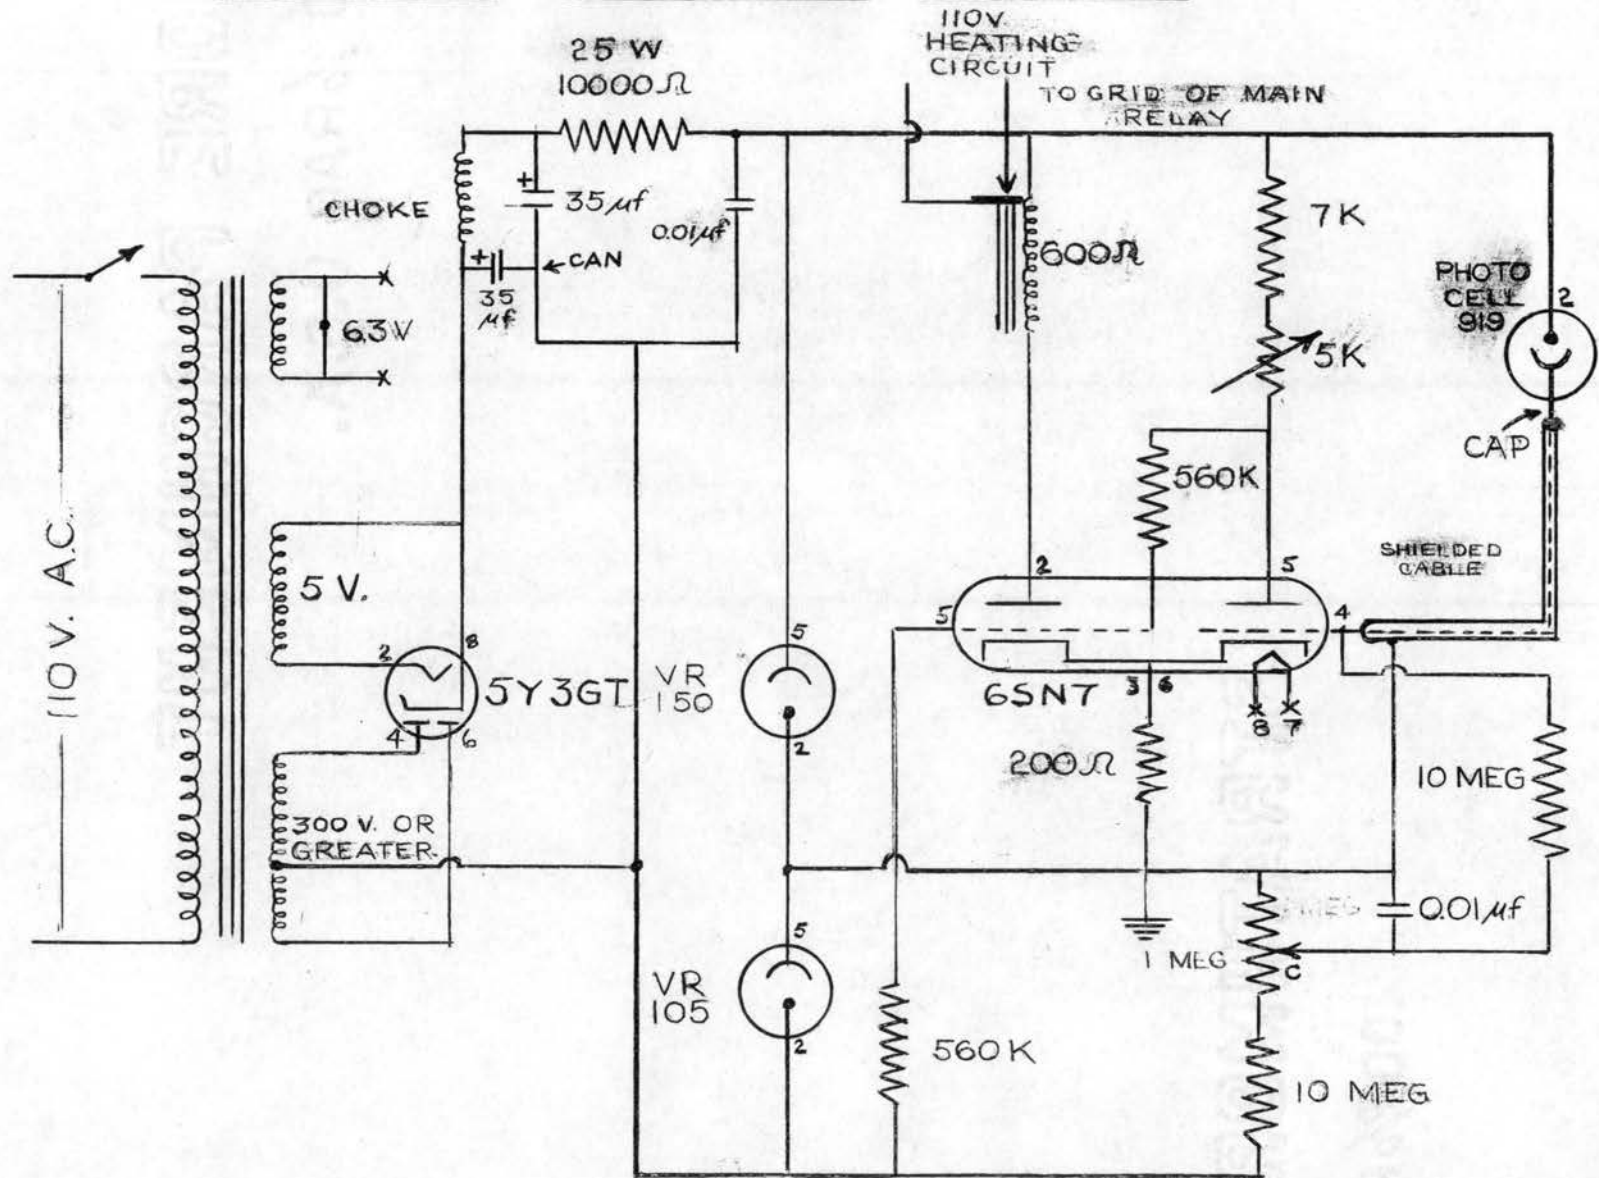 110V.
HEATING
CIRCUIT
25 W
10000Ω
TO GRID OF MAIN
RELAY
CHOKE
+
35μf
0.01μf
+
CAN
35
μf
600Ω
7K
5K
PHOTO
CELL
919
2
CAP
63V
560K
SHIELDED
CABLE
110 V. A.C.
5 V.
2
8
5Y3GT
4
6
VR
150
5
2
2
5
5
4
6SN7
3 6
8 7
200Ω
10 MEG
300 V. OR
GREATER.
0.01μf
1 MEG
C
VR
105
5
2
560K
10 MEG